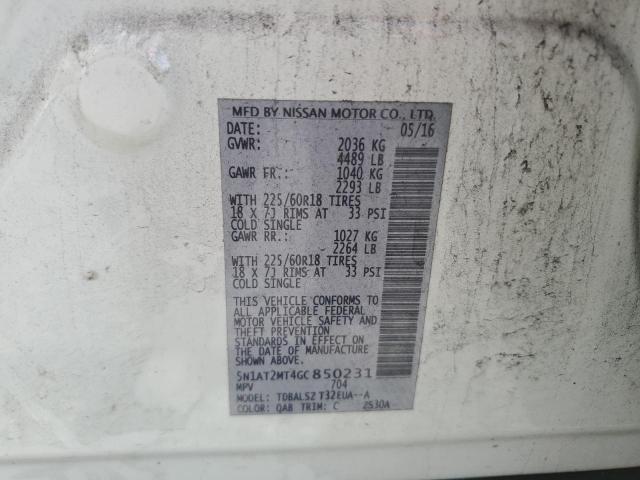 MFD BY NISSAN MOTOR CO., LTD.
DATE: 05/16
GVWR: 2036 KG
4489 LB
GAWR FR.: 1040 KG
2293 LB
WITH 225/60R18 TIRES
18 X 7J RIMS AT 33 PSI
COLD SINGLE
GAWR RR.: 1027 KG
2264 LB
WITH 225/60R18 TIRES
18 X 7J RIMS AT 33 PSI
COLD SINGLE
THIS VEHICLE CONFORMS TO
ALL APPLICABLE FEDERAL
MOTOR VEHICLE SAFETY AND
THEFT PREVENTION
STANDARDS IN EFFECT ON
THE DATE OF MFR. SHOWN ABOVE.
5N1AT2MT4GC850231
MPV 704
MODEL: TDBALSZ T32EUA--A
COLOR: QAB TRIM: C 2530A